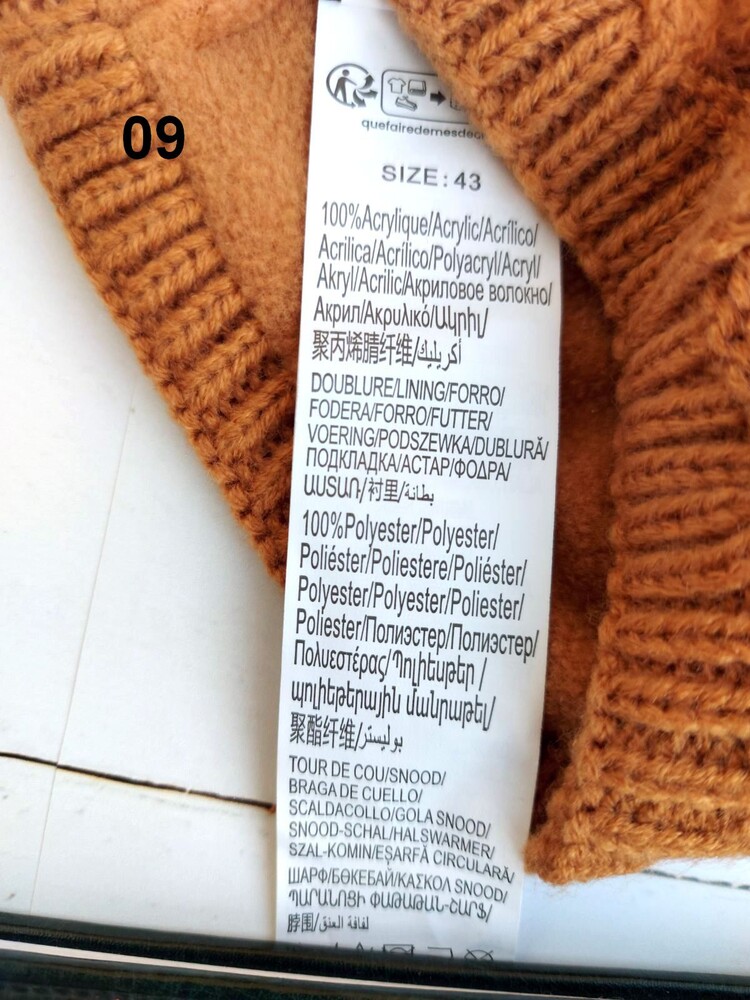 09
quefairedemesdec
SIZE: 43
100%Acrylique/Acrylic/Acrílico/
Acrilica/Acrílico/Polyacryl/Acryl/
Akryl/Acrilic/Акриловое волокно/
Акрил/Ακρυλικό/Ակրիլ/
聚丙烯腈纤维/أكريليك
DOUBLURE/LINING/FORRO/
FODERA/FORRO/FUTTER/
VOERING/PODSZEWKA/DUBLURĂ/
ПОДКЛАДКА/АСТАР/ΦΟΔΡΑ/
ԱՍՏԱՌ/衬里/بطانة
100%Polyester/Polyester/
Poliéster/Poliestere/Poliéster/
Polyester/Polyester/Poliester/
Poliester/Полиэстер/Полиэстер/
Πολυεστέρας/Պոլիեսթեր /
պոլիեթերային մանրաթել/
聚酯纤维/بوليستر
TOUR DE COU/SNOOD/
BRAGA DE CUELLO/
SCALDACOLLO/GOLA SNOOD/
SNOOD-SCHAL/HALSWARMER/
SZAL-KOMIN/EȘARFĂ CIRCULARĂ/
ШАРФ/БӨКЕБАЙ/ΚΑΣΚΟΛ SNOOD/
ՊԱՐԱՆՈՑԻ ՓԱԹԱԹԱՆ-ՇԱՐՖ/
脖围/لفافة العنق